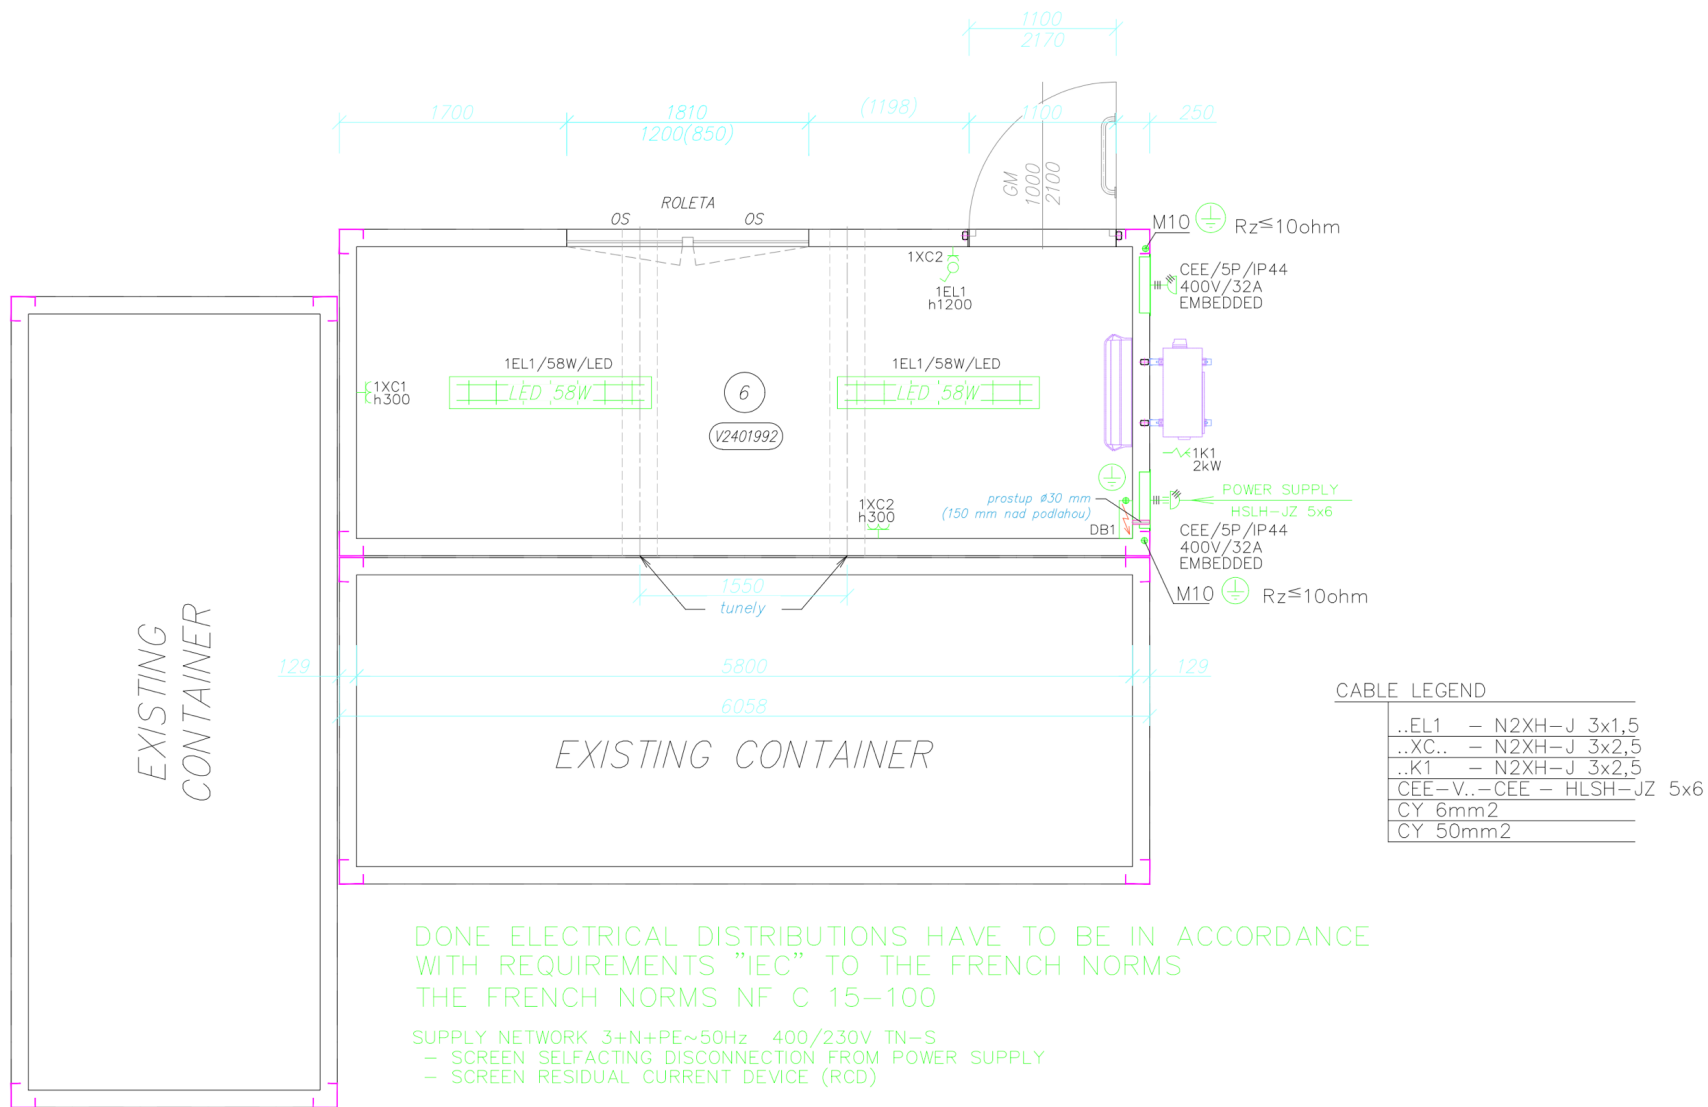 1100
2170
1700
1810
1200(850)
(1198)
1100
250
GM
1000
2100
ROLETA
OS
OS
M10
Rz≤10ohm
1XC2
1EL1
h1200
CEE/5P/IP44
400V/32A
EMBEDDED
1EL1/58W/LED
LED 58W
1EL1/58W/LED
LED 58W
1XC1
h300
6
V2401992
1K1
2kW
POWER SUPPLY
HSLH-JZ 5x6
prostup ø30 mm
(150 mm nad podlahou)
1XC2
h300
DB1
CEE/5P/IP44
400V/32A
EMBEDDED
M10
Rz≤10ohm
1550
tunely
129
5800
129
6058
EXISTING
CONTAINER
EXISTING CONTAINER
CABLE LEGEND
..EL1 - N2XH-J 3x1,5
..XC.. - N2XH-J 3x2,5
..K1 - N2XH-J 3x2,5
CEE-V..-CEE - HLSH-JZ 5x6
CY 6mm2
CY 50mm2
DONE ELECTRICAL DISTRIBUTIONS HAVE TO BE IN ACCORDANCE
WITH REQUIREMENTS "IEC" TO THE FRENCH NORMS
THE FRENCH NORMS NF C 15-100
SUPPLY NETWORK 3+N+PE~50Hz 400/230V TN-S
- SCREEN SELFACTING DISCONNECTION FROM POWER SUPPLY
- SCREEN RESIDUAL CURRENT DEVICE (RCD)